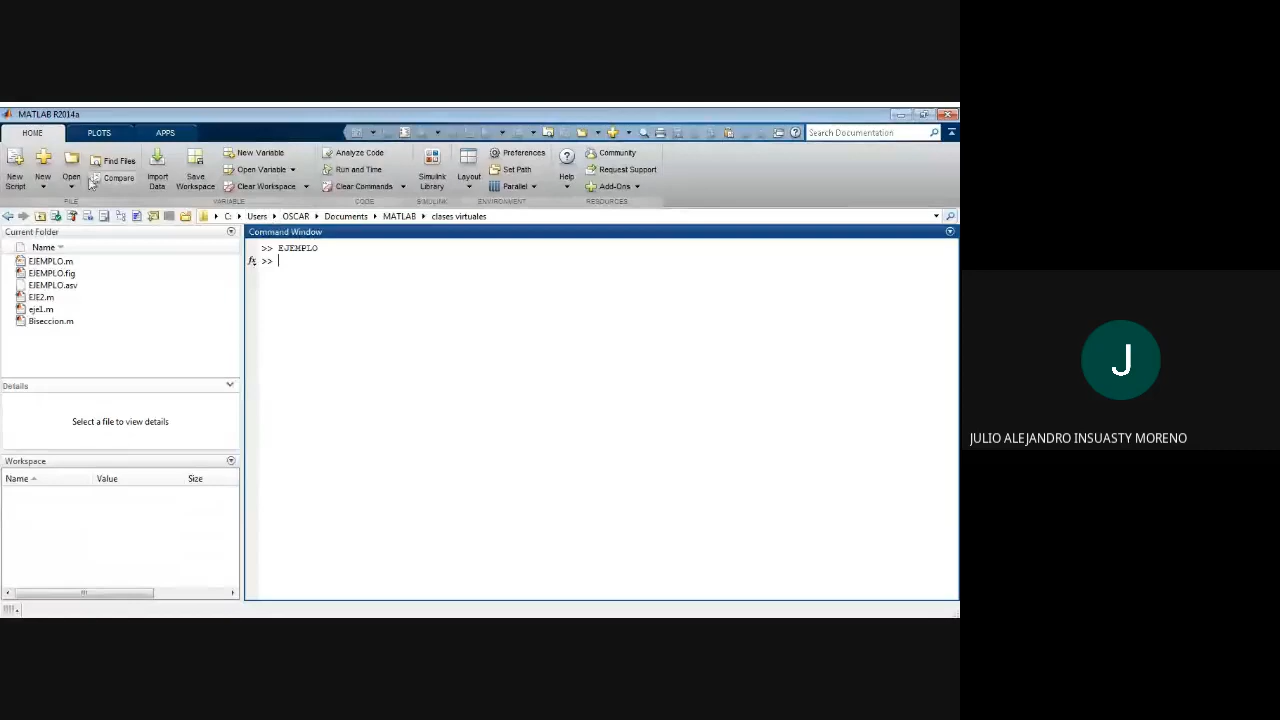 MATLAB R2014a
HOME PLOTS APPS
Search Documentation
New Script
New
Open
Find Files
Compare
Import Data
Save Workspace
New Variable
Open Variable
Clear Workspace
Analyze Code
Run and Time
Clear Commands
Simulink Library
Layout
Preferences
Set Path
Parallel
Help
Community
Request Support
Add-Ons
FILE VARIABLE CODE SIMULINK ENVIRONMENT RESOURCES
C: Users OSCAR Documents MATLAB clases virtuales
Current Folder
Name
EJEMPLO.m
EJEMPLO.fig
EJEMPLO.asv
EJE2.m
eje1.m
Biseccion.m
Details
Select a file to view details
Workspace
Name Value Size
Command Window
>> EJEMPLO
fx >>
J
JULIO ALEJANDRO INSUASTY MORENO